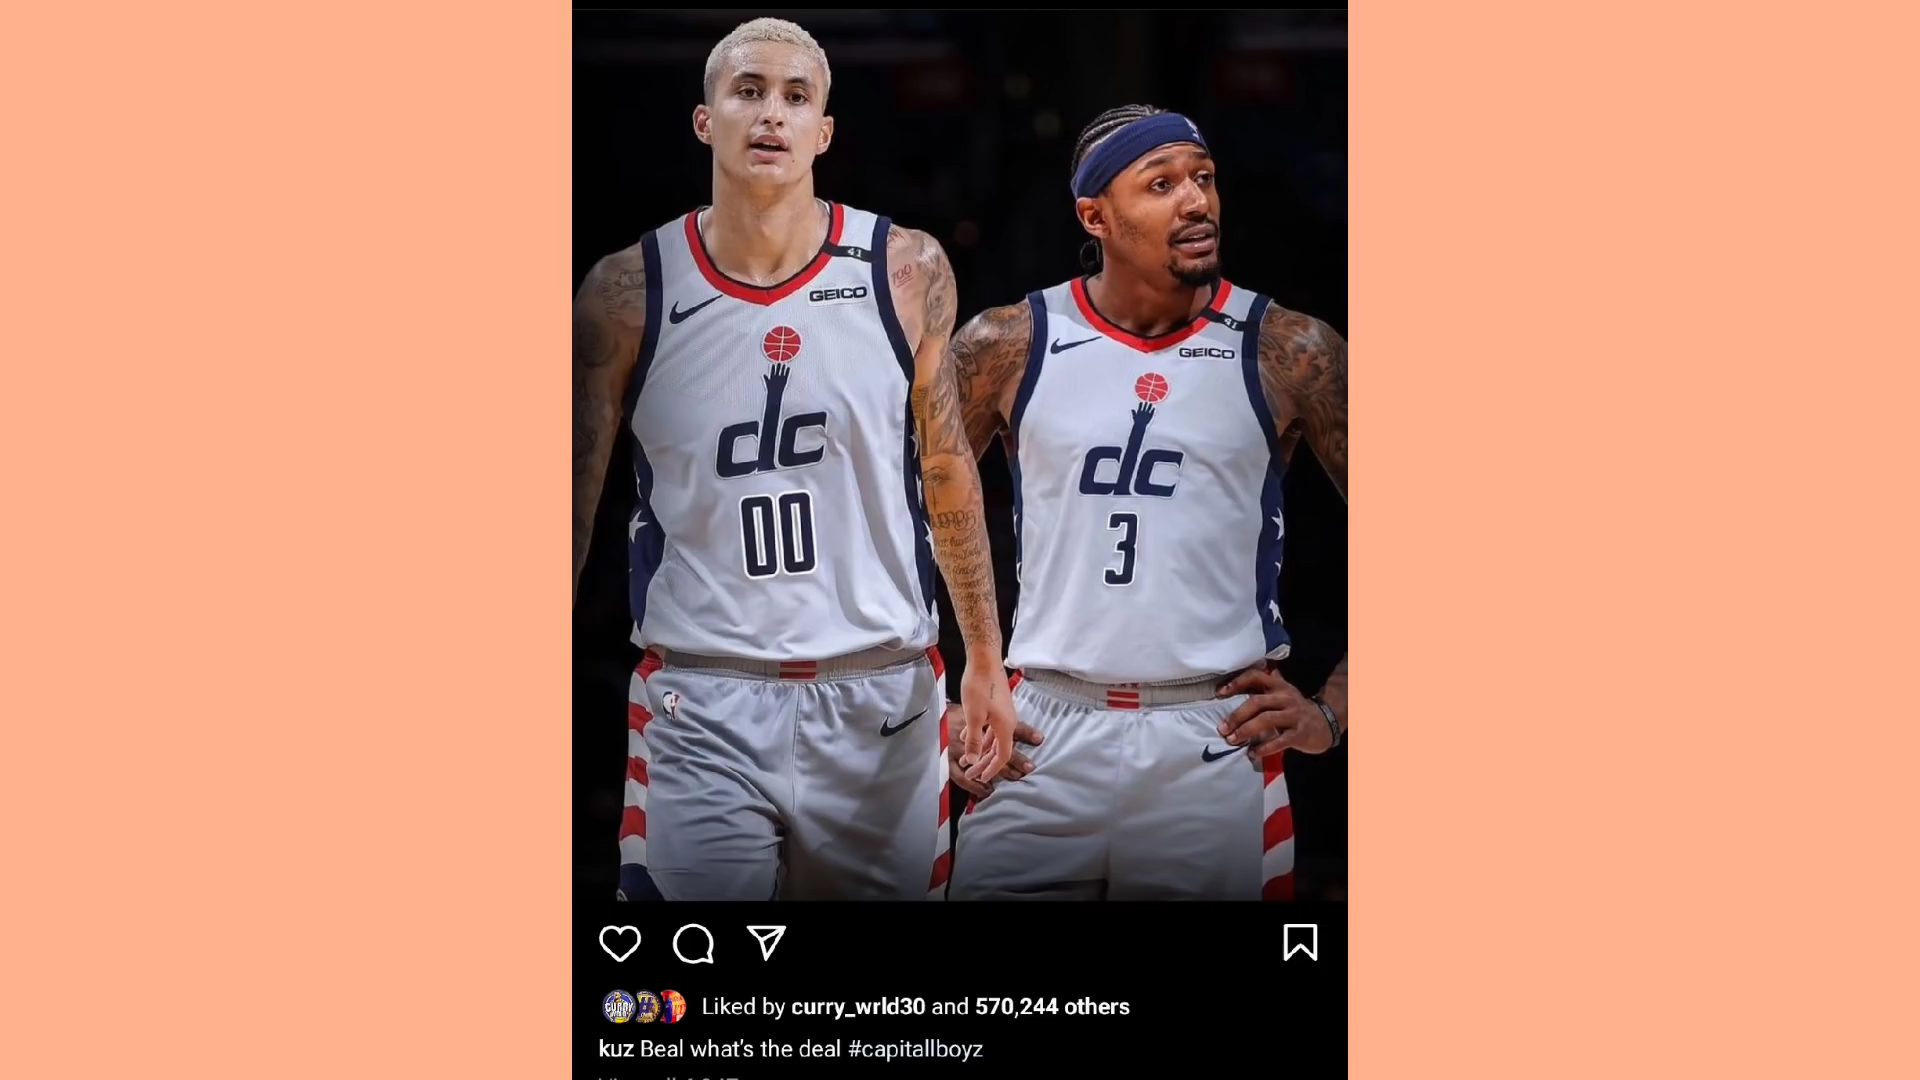 41
100
GEICO
41
GEICO
dc
dc
00
3
Liked by curry_wrld30 and 570,244 others
kuz Beal what's the deal #capitallboyz